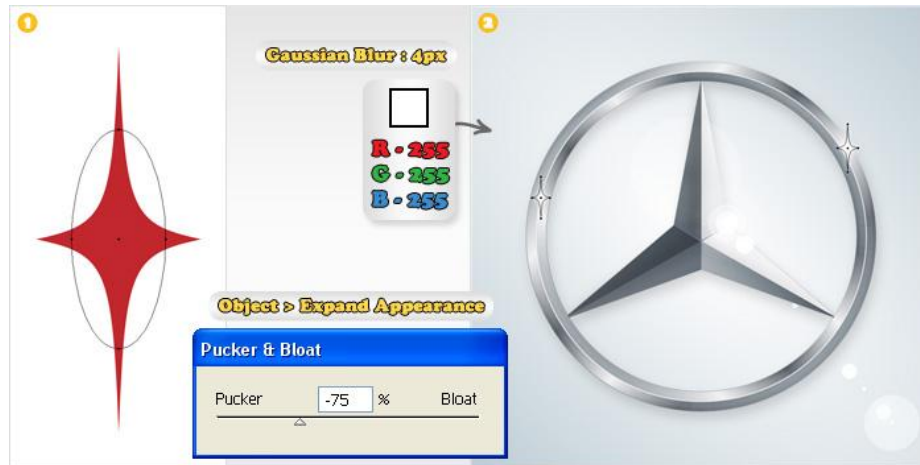 1
Gaussian Blur : 4px
R - 255
G - 255
B - 255
Object > Expand Appearance
Pucker & Bloat
Pucker -75 % Bloat
2